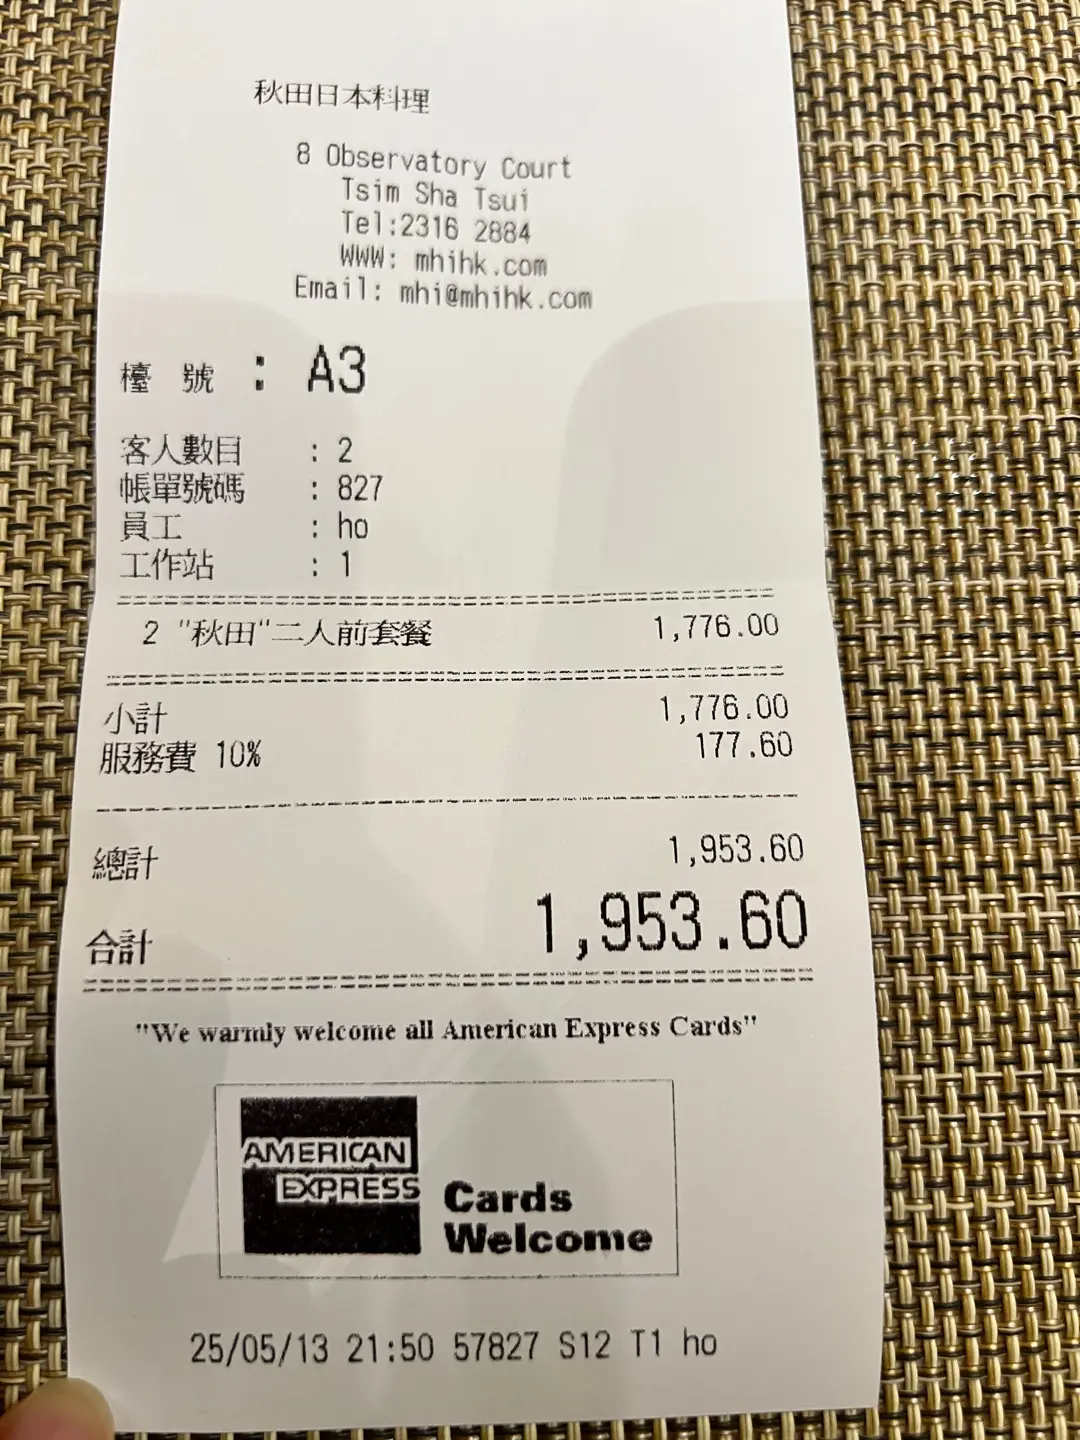 秋田日本料理
8 Observatory Court
Tsim Sha Tsui
Tel:2316 2884
WWW: mhihk.com
Email: mhi@mhihk.com
檯 號 : A3
客人數目 : 2
帳單號碼 : 827
員工 : ho
工作站 : 1
2 "秋田"二人前套餐 1,776.00
小計 1,776.00
服務費 10% 177.60
總計 1,953.60
合計 1,953.60
"We warmly welcome all American Express Cards"
AMERICAN
EXPRESS
Cards
Welcome
25/05/13 21:50 57827 S12 T1 ho